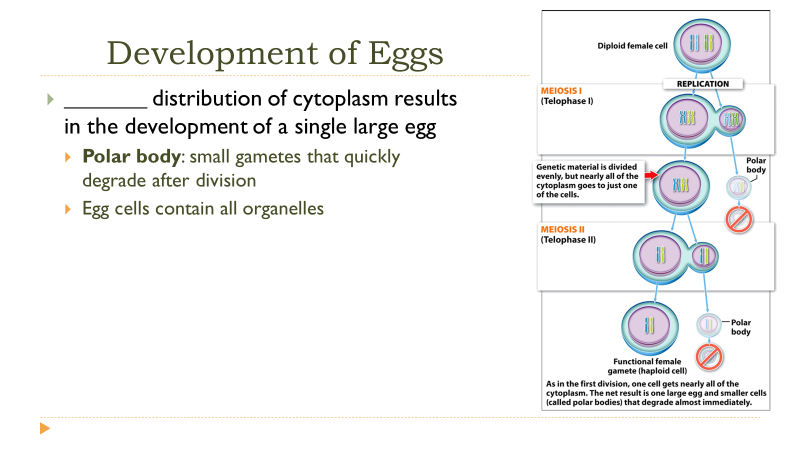 Development of Eggs
_______ distribution of cytoplasm results
in the development of a single large egg
Polar body: small gametes that quickly
degrade after division
Egg cells contain all organelles
Diploid female cell
REPLICATION
MEIOSIS I
(Telophase I)
Genetic material is divided
evenly, but nearly all of the
cytoplasm goes to just one
of the cells.
Polar
body
MEIOSIS II
(Telophase II)
Polar
body
Functional female
gamete (haploid cell)
As in the first division, one cell gets nearly all of the
cytoplasm. The net result is one large egg and smaller cells
(called polar bodies) that degrade almost immediately.